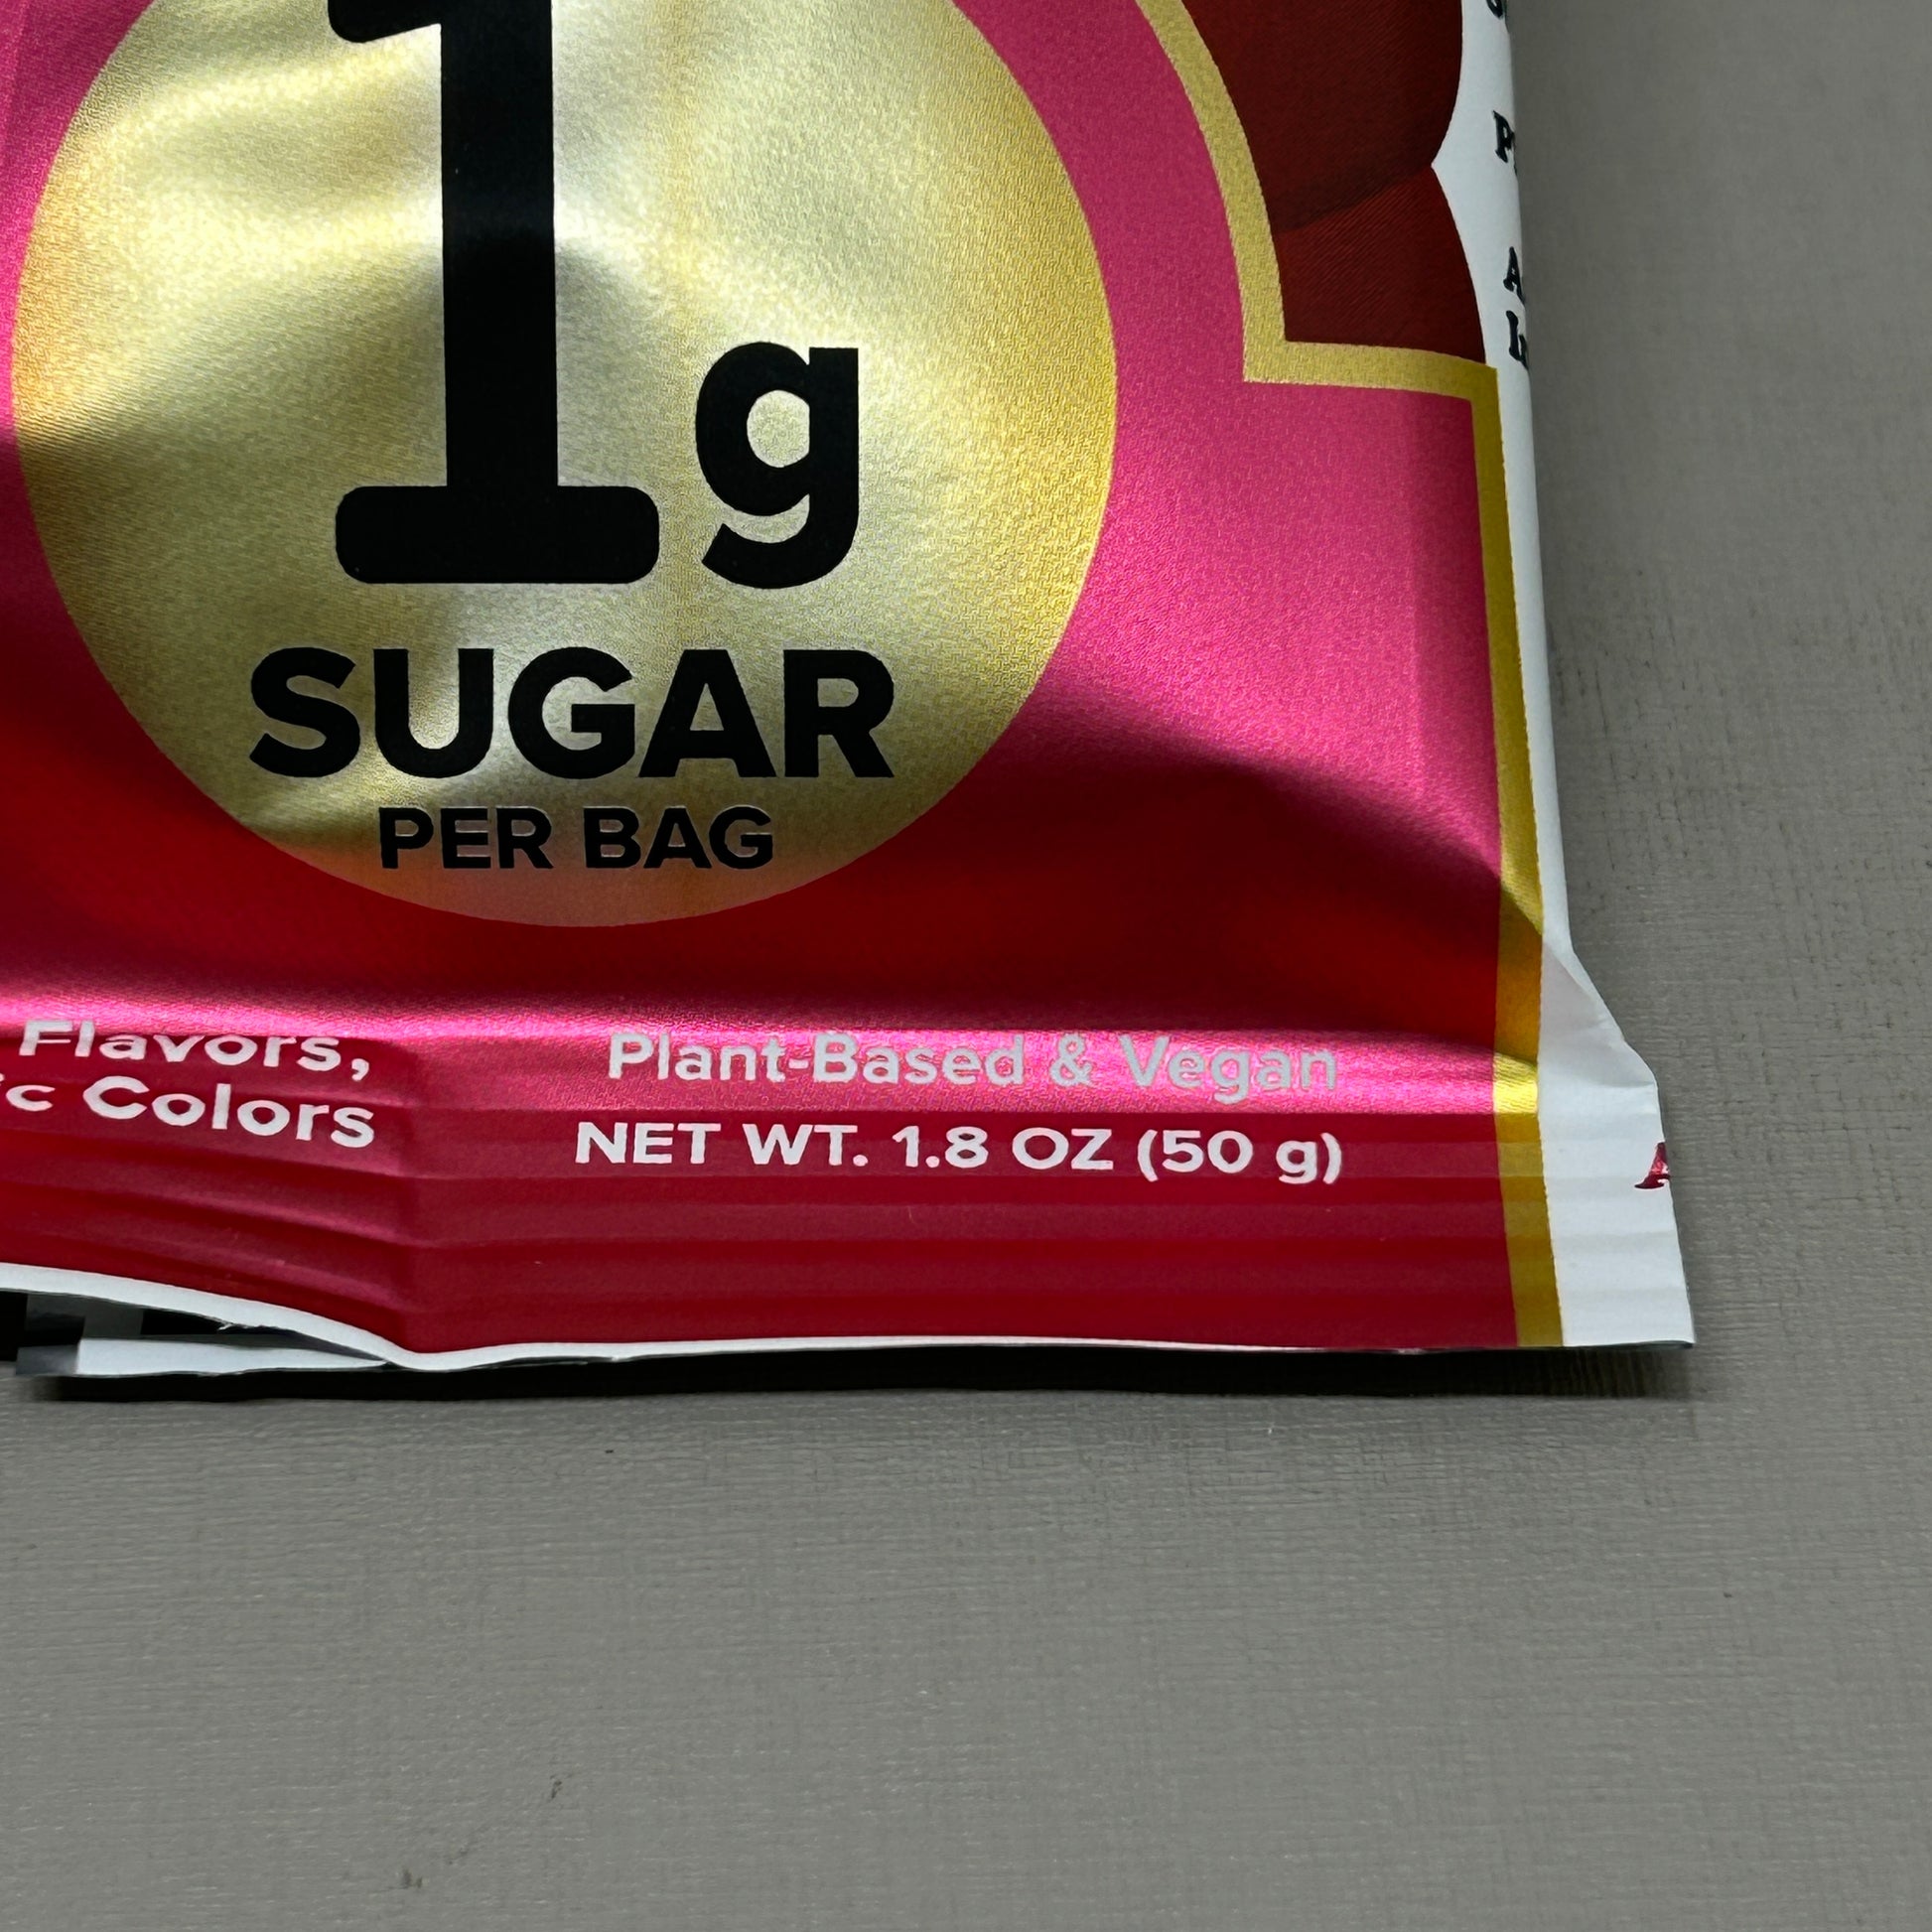 1g
SUGAR
PER BAG
Flavors,
Colors
Plant-Based & Vegan
NET WT. 1.8 OZ (50 g)